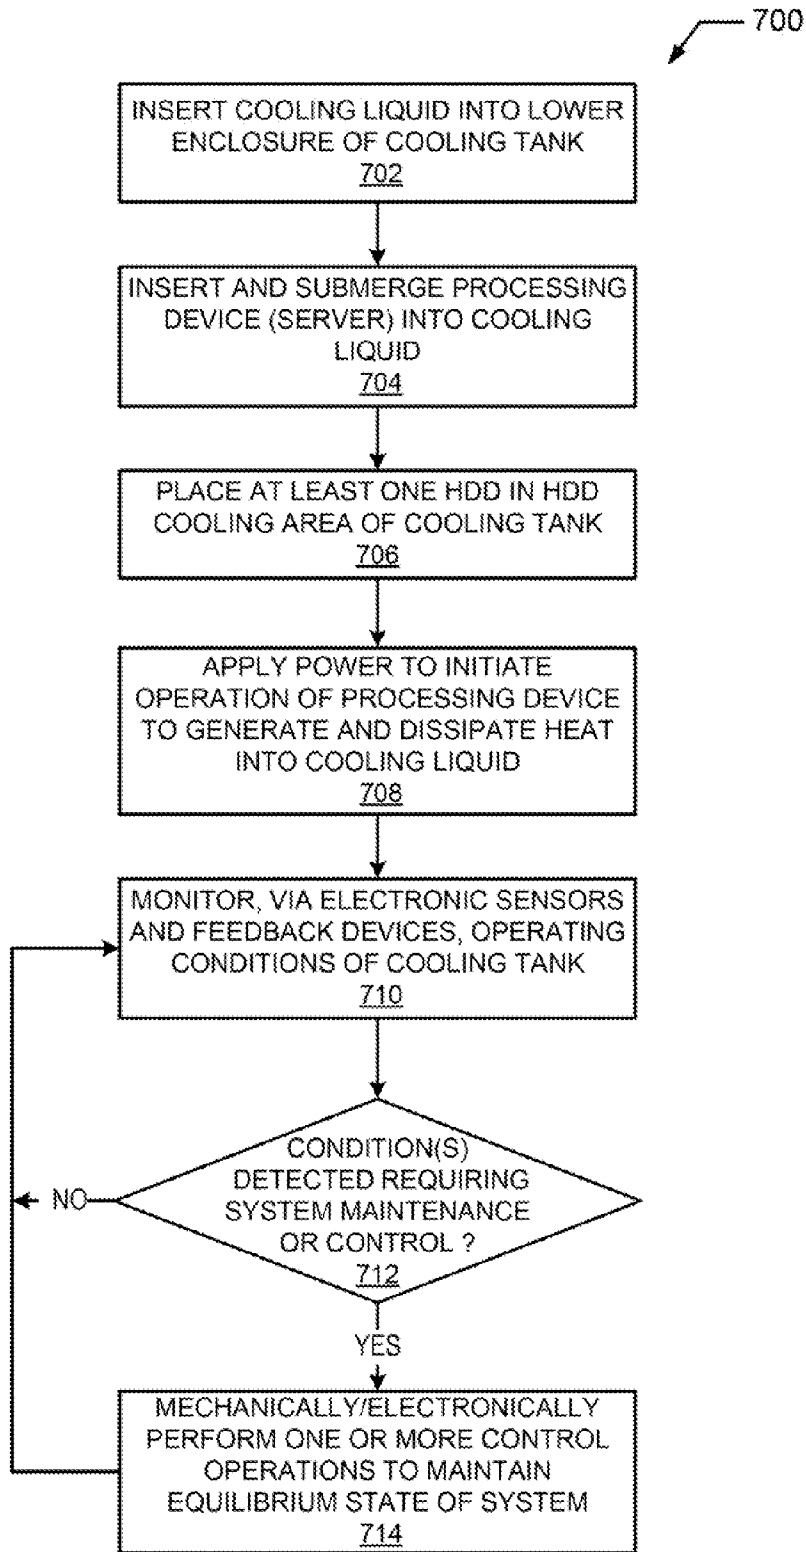 700
INSERT COOLING LIQUID INTO LOWER
ENCLOSURE OF COOLING TANK
702
INSERT AND SUBMERGE PROCESSING
DEVICE (SERVER) INTO COOLING
LIQUID
704
PLACE AT LEAST ONE HDD IN HDD
COOLING AREA OF COOLING TANK
706
APPLY POWER TO INITIATE
OPERATION OF PROCESSING DEVICE
TO GENERATE AND DISSIPATE HEAT
INTO COOLING LIQUID
708
MONITOR, VIA ELECTRONIC SENSORS
AND FEEDBACK DEVICES, OPERATING
CONDITIONS OF COOLING TANK
710
CONDITION(S)
DETECTED REQUIRING
SYSTEM MAINTENANCE
OR CONTROL ?
712
NO
YES
MECHANICALLY/ELECTRONICALLY
PERFORM ONE OR MORE CONTROL
OPERATIONS TO MAINTAIN
EQUILIBRIUM STATE OF SYSTEM
714